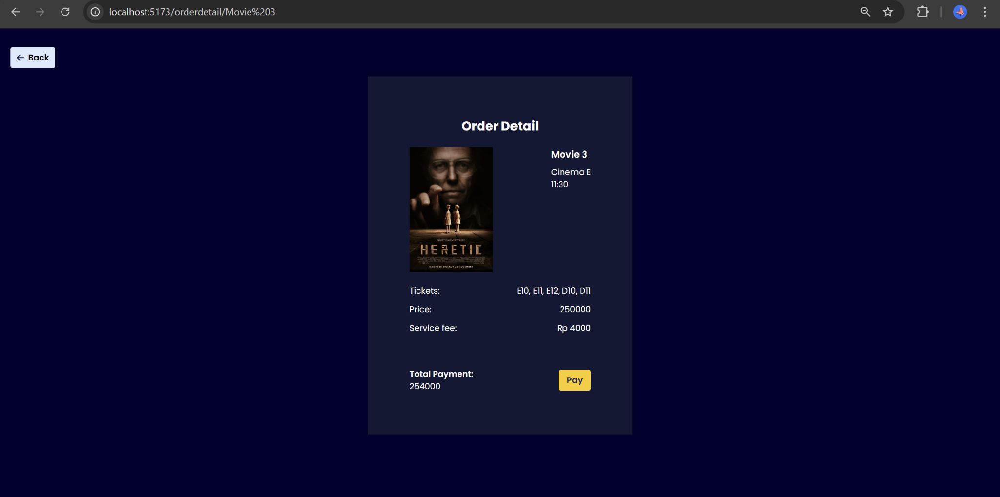 localhost:5173/orderdetail/Movie%203
Back
Order Detail
Movie 3
Cinema E
11:30
QUESTION EVERYTHING.
HERETIC
HANYA DI BIOSKOP 20 NOVEMBER
Tickets: E10, E11, E12, D10, D11
Price: 250000
Service fee: Rp 4000
Total Payment:
254000
Pay